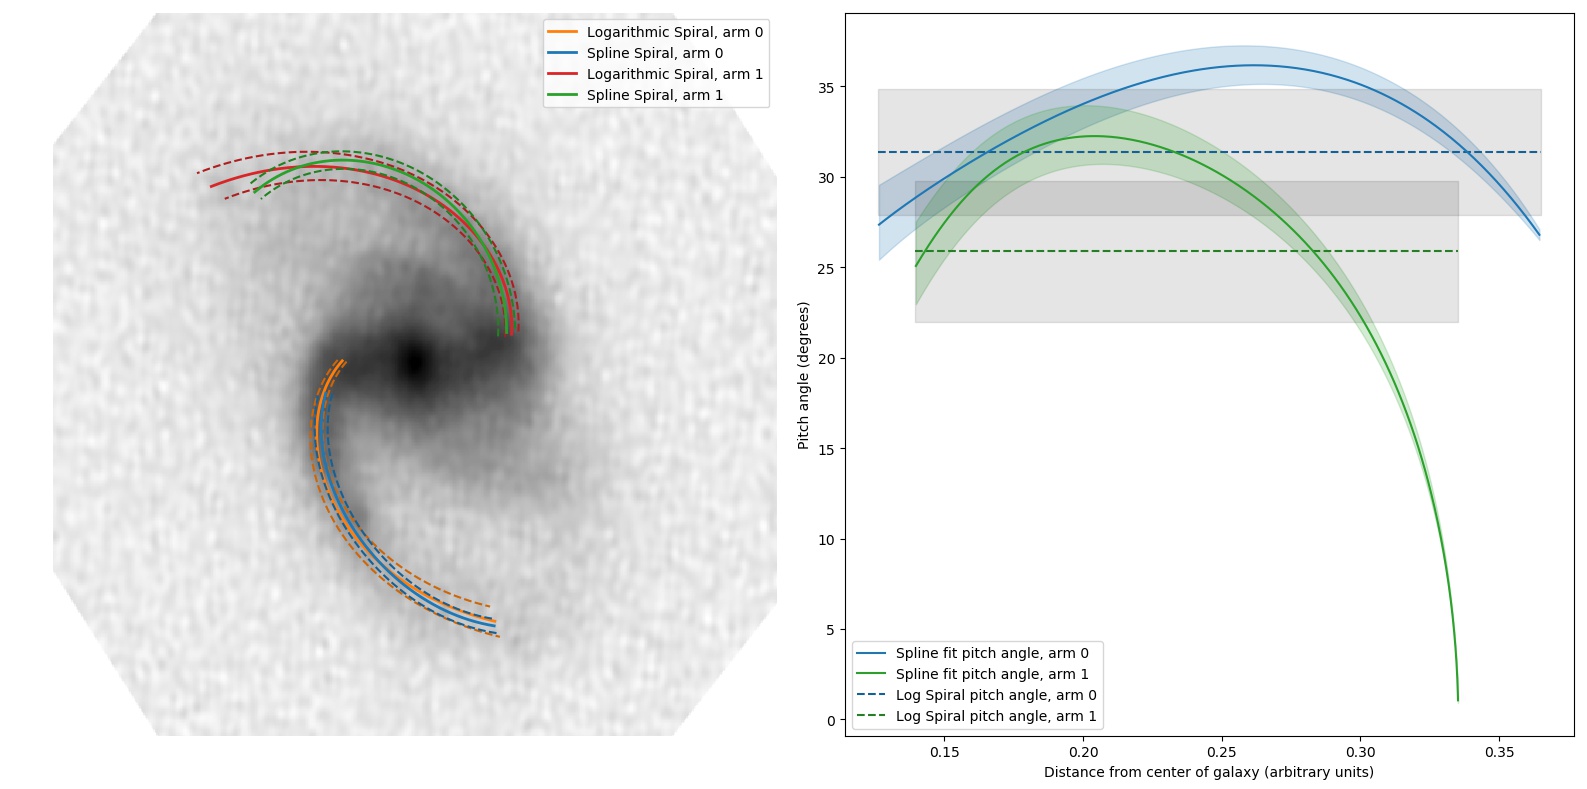 Logarithmic Spiral, arm 0
Spline Spiral, arm 0
Logarithmic Spiral, arm 1
Spline Spiral, arm 1
35
30
25
20
15
10
5
0
Pitch angle (degrees)
Spline fit pitch angle, arm 0
Spline fit pitch angle, arm 1
Log Spiral pitch angle, arm 0
Log Spiral pitch angle, arm 1
0.15 0.20 0.25 0.30 0.35
Distance from center of galaxy (arbitrary units)